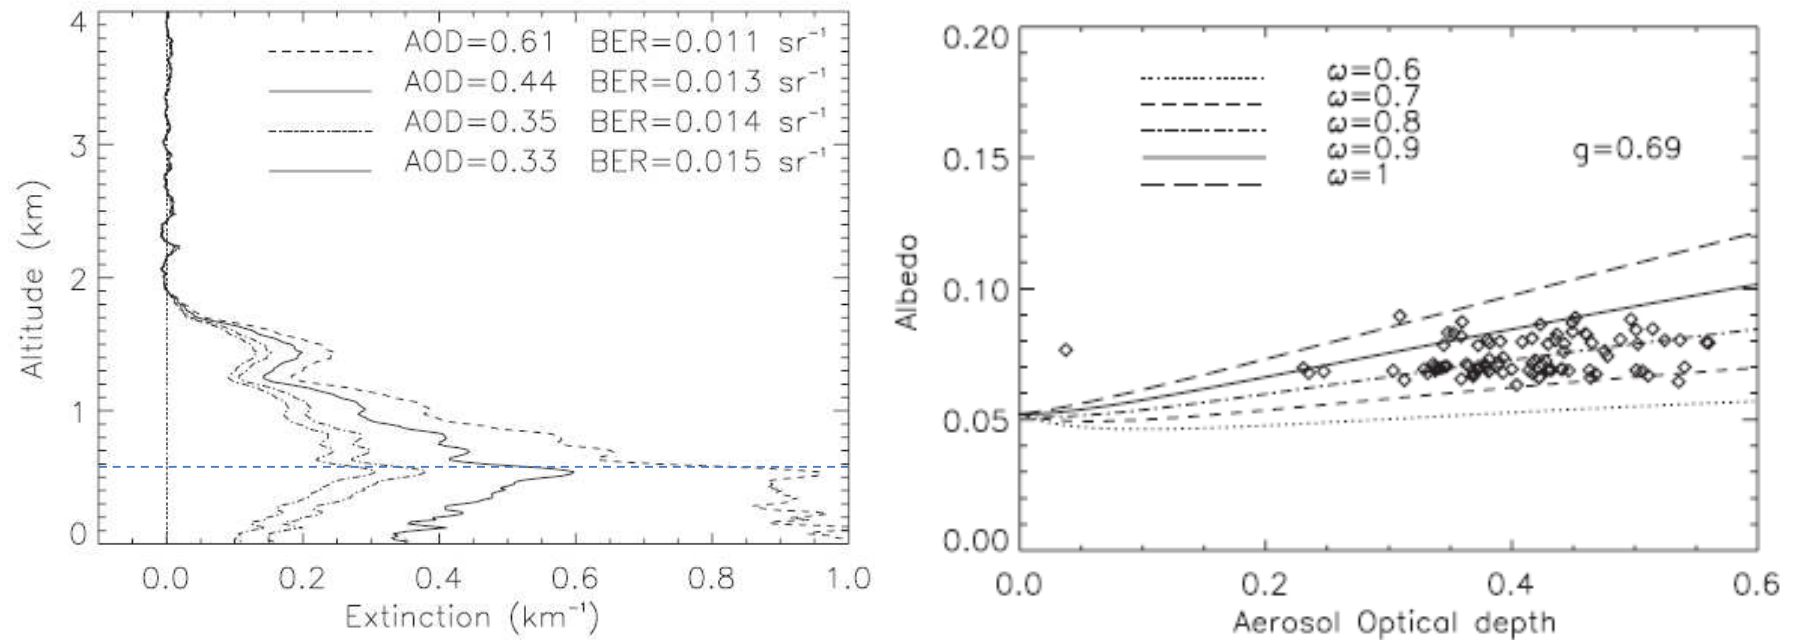 4
3
2
1
0
Altitude (km)
AOD=0.61 BER=0.011 sr⁻¹
AOD=0.44 BER=0.013 sr⁻¹
AOD=0.35 BER=0.014 sr⁻¹
AOD=0.33 BER=0.015 sr⁻¹
0.0 0.2 0.4 0.6 0.8 1.0
Extinction (km⁻¹)
0.20
0.15
0.10
0.05
0.00
Albedo
ω=0.6
ω=0.7
ω=0.8
ω=0.9
ω=1
g=0.69
0.0 0.2 0.4 0.6
Aerosol Optical depth